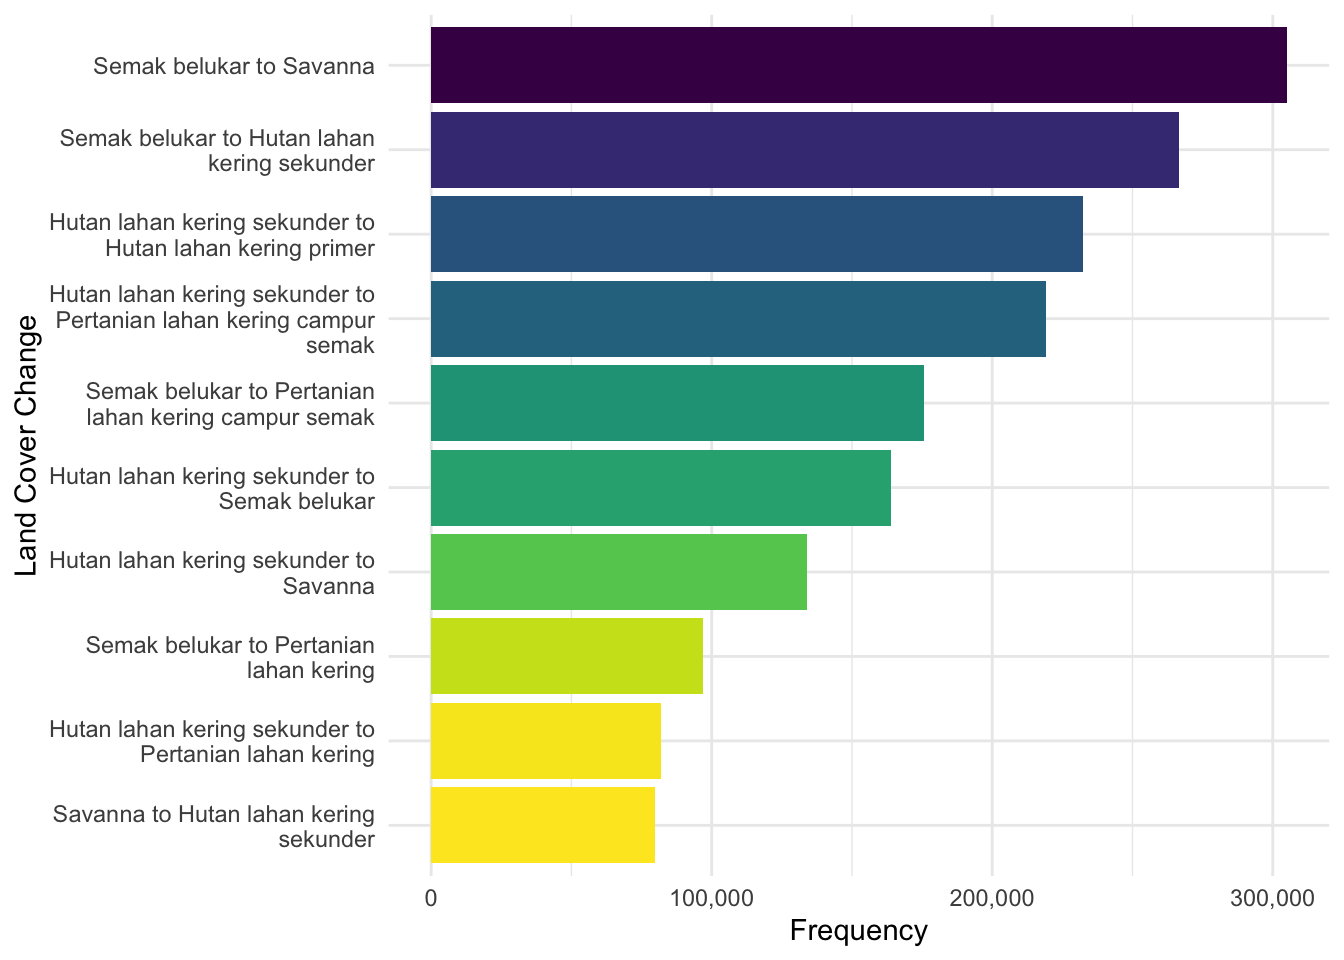 Semak belukar to Savanna
Semak belukar to Hutan lahan
kering sekunder
Hutan lahan kering sekunder to
Hutan lahan kering primer
Hutan lahan kering sekunder to
Pertanian lahan kering campur
semak
Semak belukar to Pertanian
lahan kering campur semak
Hutan lahan kering sekunder to
Semak belukar
Hutan lahan kering sekunder to
Savanna
Semak belukar to Pertanian
lahan kering
Hutan lahan kering sekunder to
Pertanian lahan kering
Savanna to Hutan lahan kering
sekunder
Land Cover Change
0 100,000 200,000 300,000
Frequency